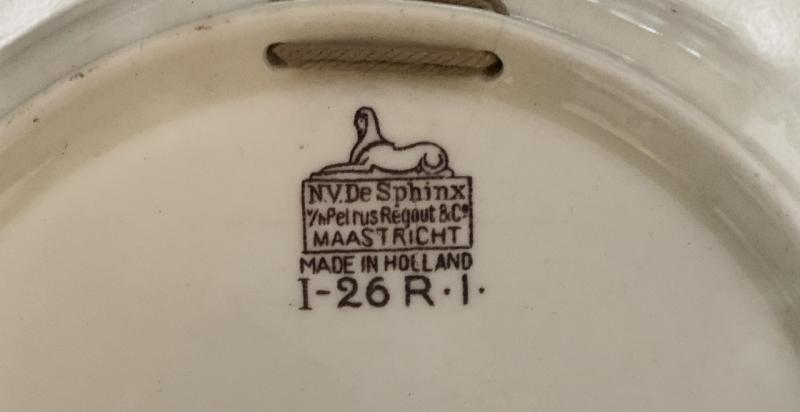 N.V. De Sphinx
v/h Petrus Regout & Co
MAASTRICHT
MADE IN HOLLAND
I-26 R·I·